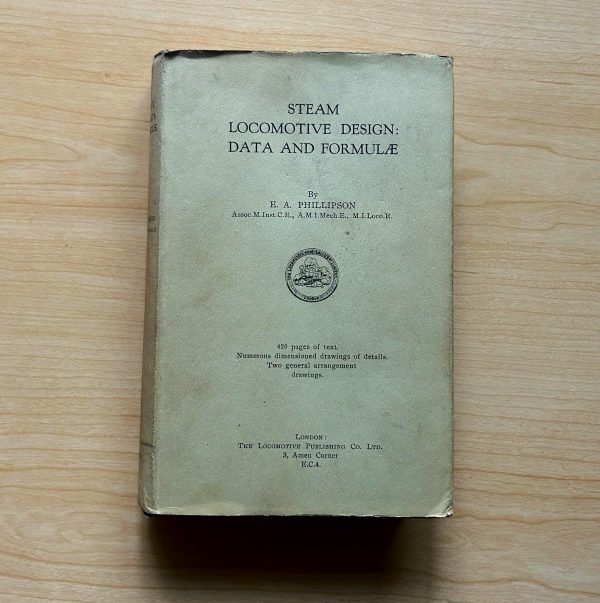 STEAM
LOCOMOTIVE DESIGN:
DATA AND FORMULÆ
By
E. A. PHILLIPSON
Assoc.M.Inst.C.E., A.M.I.Mech.E., M.I.Loco.E.
420 pages of text.
Numerous dimensioned drawings of details.
Two general arrangement
drawings.
London:
The Locomotive Publishing Co. Ltd.
3, Amen Corner
E.C.4.